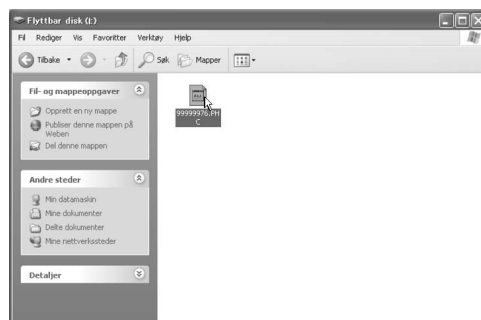 Flyttbar disk (I:)
Fil Rediger Vis Favoritter Verktøy Hjelp
Tilbake Søk Mapper
Fil- og mappeoppgaver
Opprett en ny mappe
Publiser denne mappen på
Weben
Del denne mappen
99999976.PH
C
Andre steder
Min datamaskin
Mine dokumenter
Delte dokumenter
Mine nettverkssteder
Detaljer